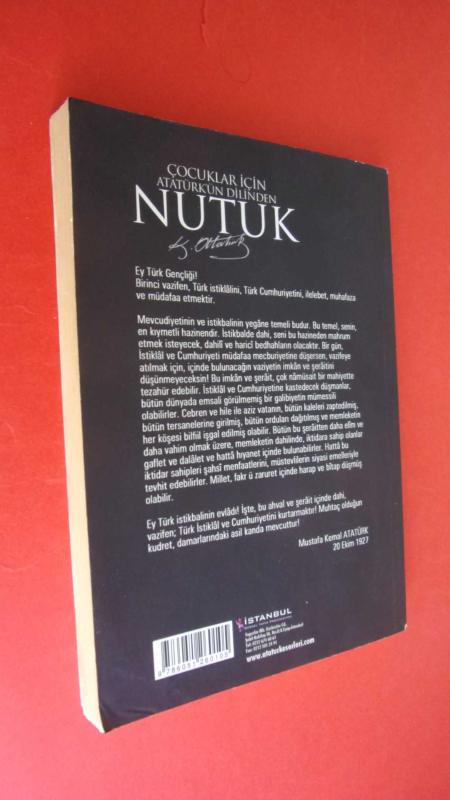 ÇOCUKLAR İÇİN
ATATÜRK'ÜN DİLİNDEN
NUTUK
K. Atatürk
Ey Türk Gençliği!
Birinci vazifen, Türk istiklâlini, Türk Cumhuriyetini, ilelebet, muhafaza
ve müdafaa etmektir.
Mevcudiyetinin ve istikbalinin yegâne temeli budur. Bu temel, senin,
en kıymetli hazinendir. İstikbalde dahi, seni bu hazineden mahrum
etmek isteyecek, dahilî ve haricî bedhahların olacaktır. Bir gün,
İstiklâl ve Cumhuriyeti müdafaa mecburiyetine düşersen, vazifeye
atılmak için, içinde bulunacağın vaziyetin imkân ve şerâitini
düşünmeyeceksin! Bu imkân ve şerâit, çok nâmüsait bir mahiyette
tezahür edebilir. İstiklâl ve Cumhuriyetine kastedecek düşmanlar,
bütün dünyada emsali görülmemiş bir galibiyetin mümessili
olabilirler. Cebren ve hile ile aziz vatanın, bütün kaleleri zaptedilmiş,
bütün tersanelerine girilmiş, bütün orduları dağıtılmış ve memleketin
her köşesi bilfiil işgal edilmiş olabilir. Bütün bu şerâitten daha elîm ve
daha vahim olmak üzere, memleketin dahilinde, iktidara sahip olanlar
gaflet ve dalâlet ve hattâ hıyanet içinde bulunabilirler. Hattâ bu
iktidar sahipleri şahsî menfaatlerini, müstevlilerin siyasi emelleriyle
tevhit edebilirler. Millet, fakr ü zaruret içinde harap ve bîtap düşmüş
olabilir.
Ey Türk istikbalinin evlâdı! İşte, bu ahval ve şerâit içinde dahi,
vazifen; Türk İstiklâl ve Cumhuriyetini kurtarmaktır! Muhtaç olduğun
kudret, damarlarındaki asil kanda mevcuttur!
Mustafa Kemal ATATÜRK
20 Ekim 1927
İSTANBUL
www.ataturkeserleri.com